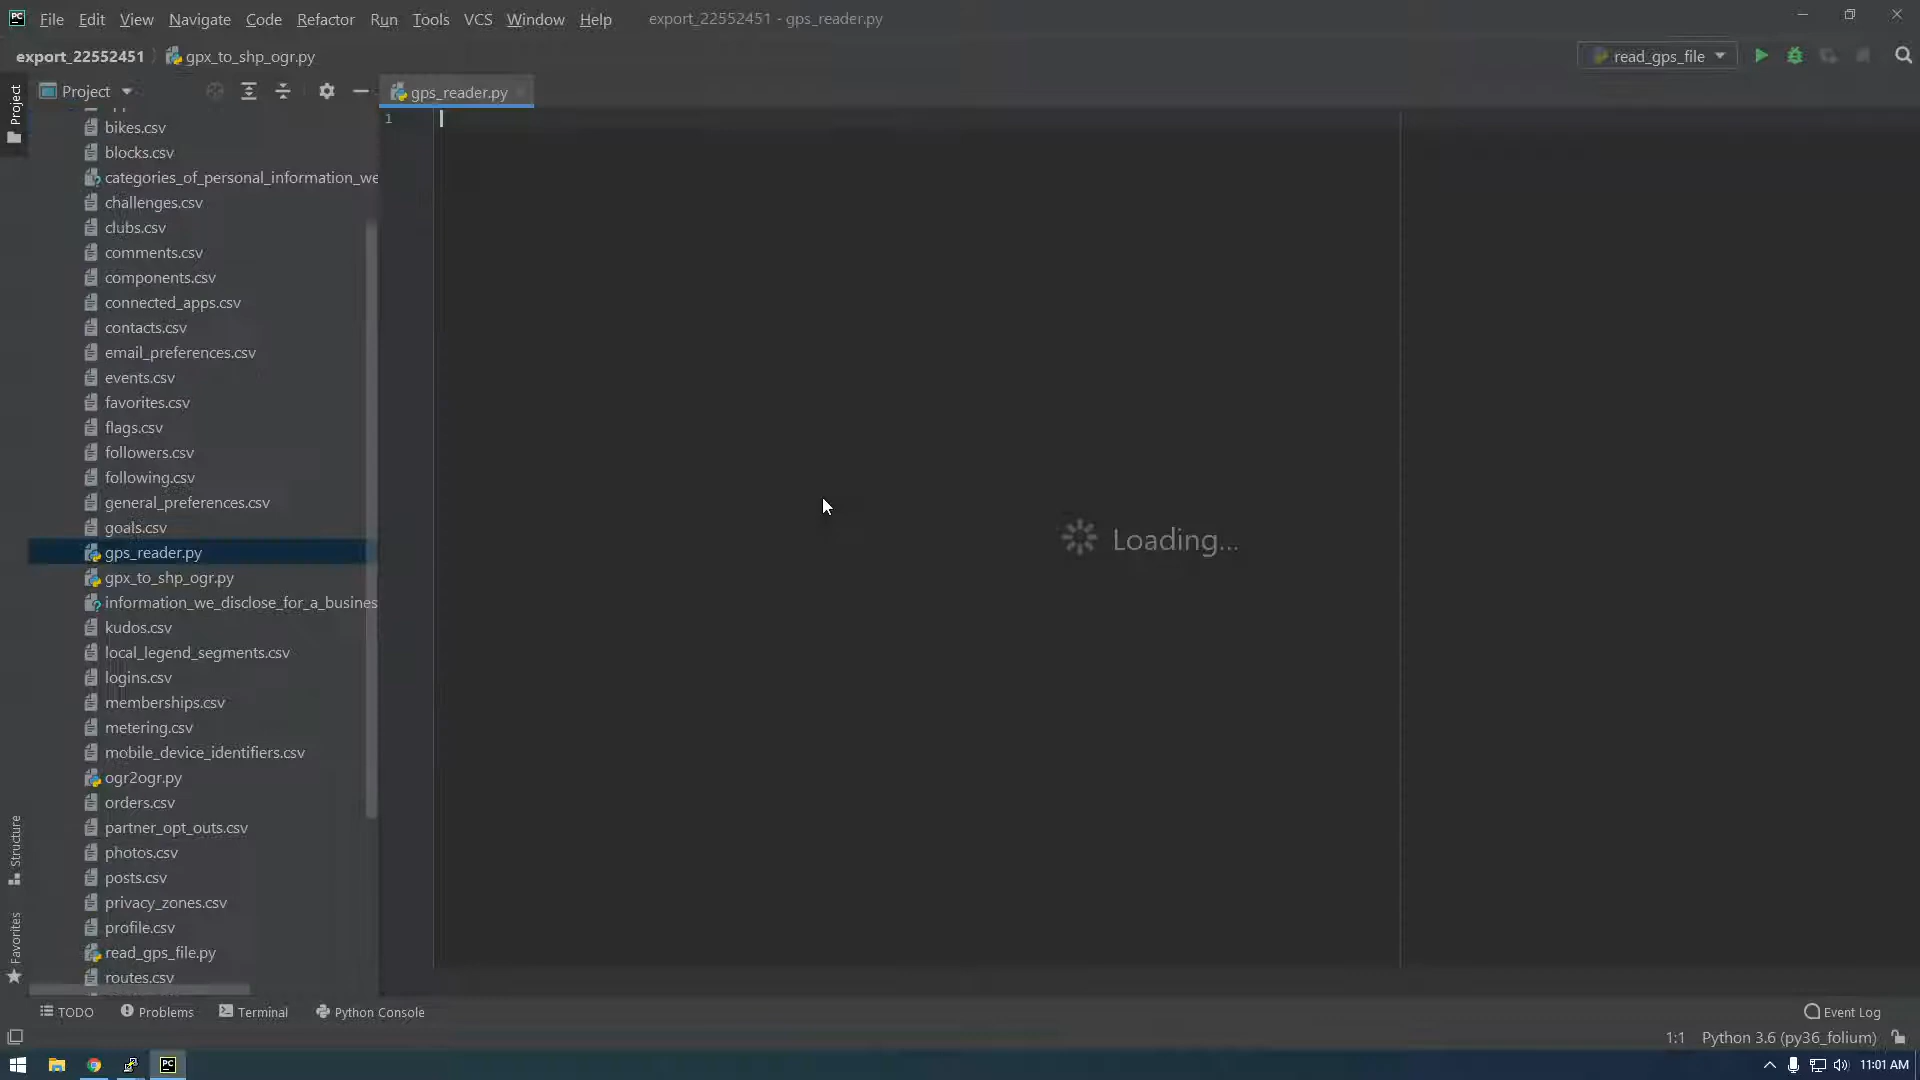 PC File Edit View Navigate Code Refactor Run Tools VCS Window Help export_22552451 - gps_reader.py
export_22552451 gpx_to_shp_ogr.py read_gps_file
Project Project gps_reader.py
1
bikes.csv
blocks.csv
categories_of_personal_information_we
challenges.csv
clubs.csv
comments.csv
components.csv
connected_apps.csv
contacts.csv
email_preferences.csv
events.csv
favorites.csv
flags.csv
followers.csv
following.csv
general_preferences.csv
goals.csv
Loading...
gps_reader.py
gpx_to_shp_ogr.py
information_we_disclose_for_a_busines
kudos.csv
local_legend_segments.csv
logins.csv
memberships.csv
metering.csv
mobile_device_identifiers.csv
ogr2ogr.py
orders.csv
partner_opt_outs.csv
photos.csv
posts.csv
privacy_zones.csv
profile.csv
read_gps_file.py
routes.csv
Structure
Favorites
TODO Problems Terminal Python Console Event Log
1:1 Python 3.6 (py36_folium)
PC 11:01 AM